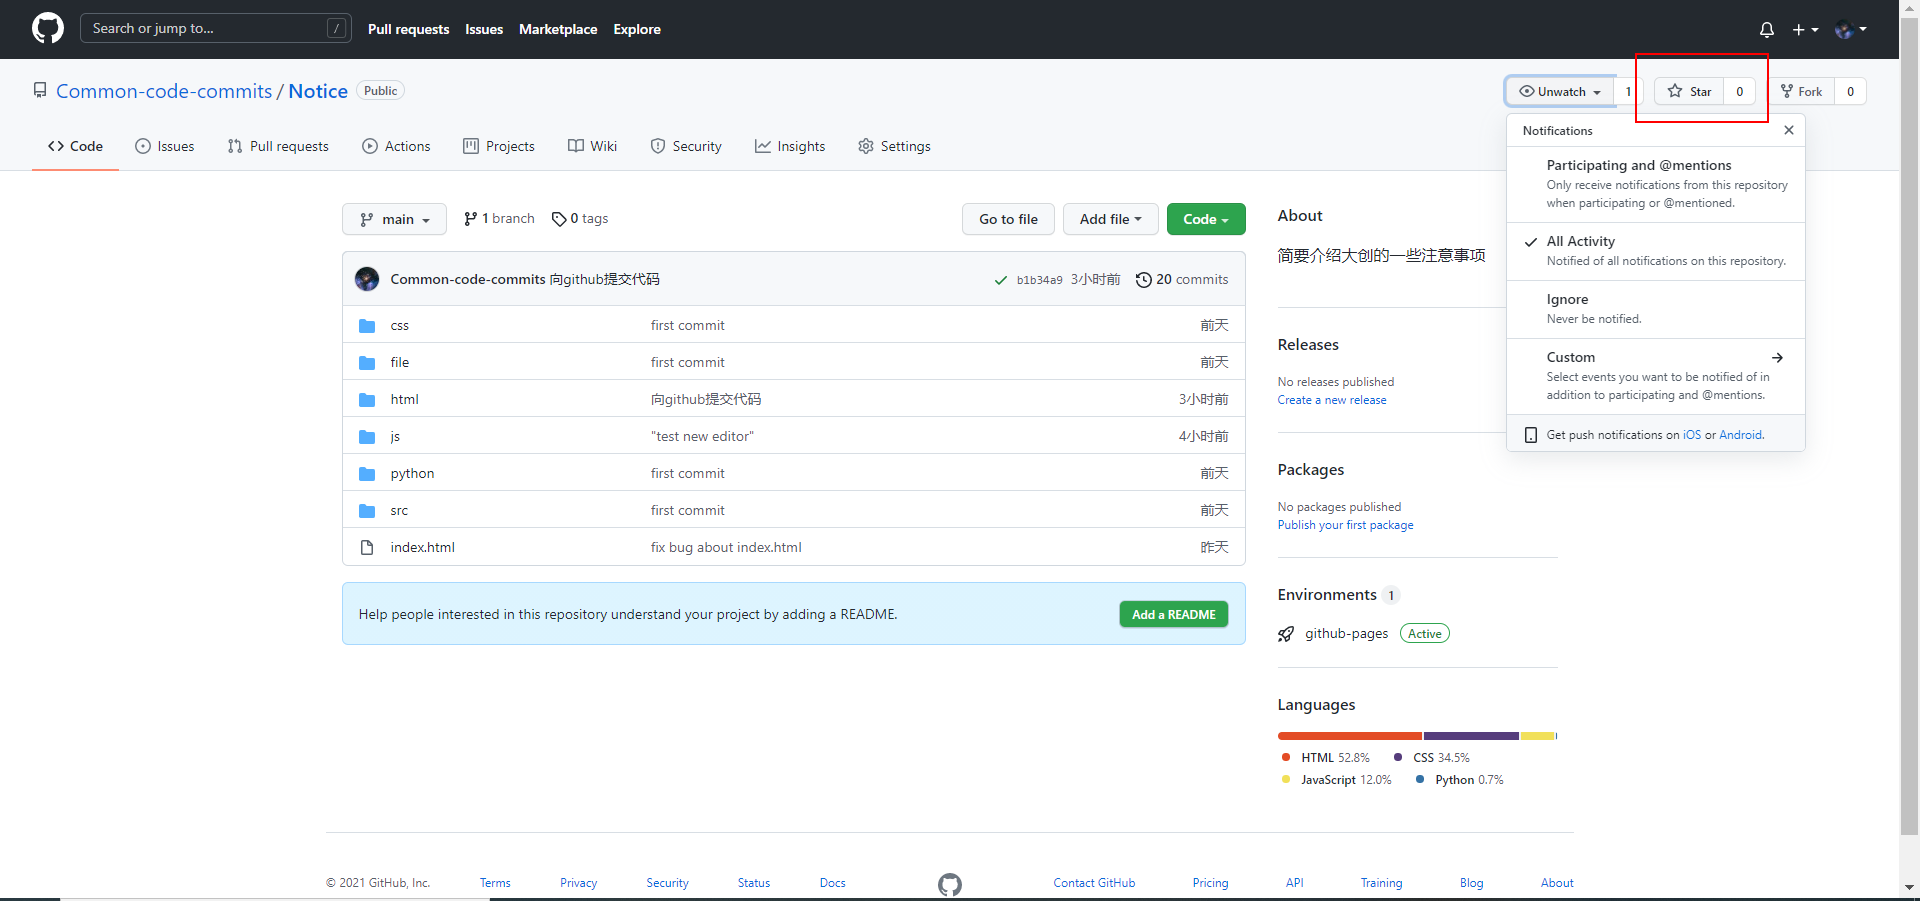 Search or jump to... /
Pull requests Issues Marketplace Explore
Common-code-commits / Notice Public
Unwatch 1 Star 0 Fork 0
Code Issues Pull requests Actions Projects Wiki Security Insights Settings
Notifications
Participating and @mentions
Only receive notifications from this repository
when participating or @mentioned.
All Activity
Notified of all notifications on this repository.
Ignore
Never be notified.
Custom
Select events you want to be notified of in
addition to participating and @mentions.
Get push notifications on iOS or Android.
main 1 branch 0 tags
Go to file Add file Code
Common-code-commits 向github提交代码 b1b34a9 3小时前 20 commits
css first commit 前天
file first commit 前天
html 向github提交代码 3小时前
js "test new editor" 4小时前
python first commit 前天
src first commit 前天
index.html fix bug about index.html 昨天
Help people interested in this repository understand your project by adding a README. Add a README
About
简要介绍大创的一些注意事项
Releases
No releases published
Create a new release
Packages
No packages published
Publish your first package
Environments 1
github-pages Active
Languages
HTML 52.8% CSS 34.5%
JavaScript 12.0% Python 0.7%
© 2021 GitHub, Inc. Terms Privacy Security Status Docs Contact GitHub Pricing API Training Blog About